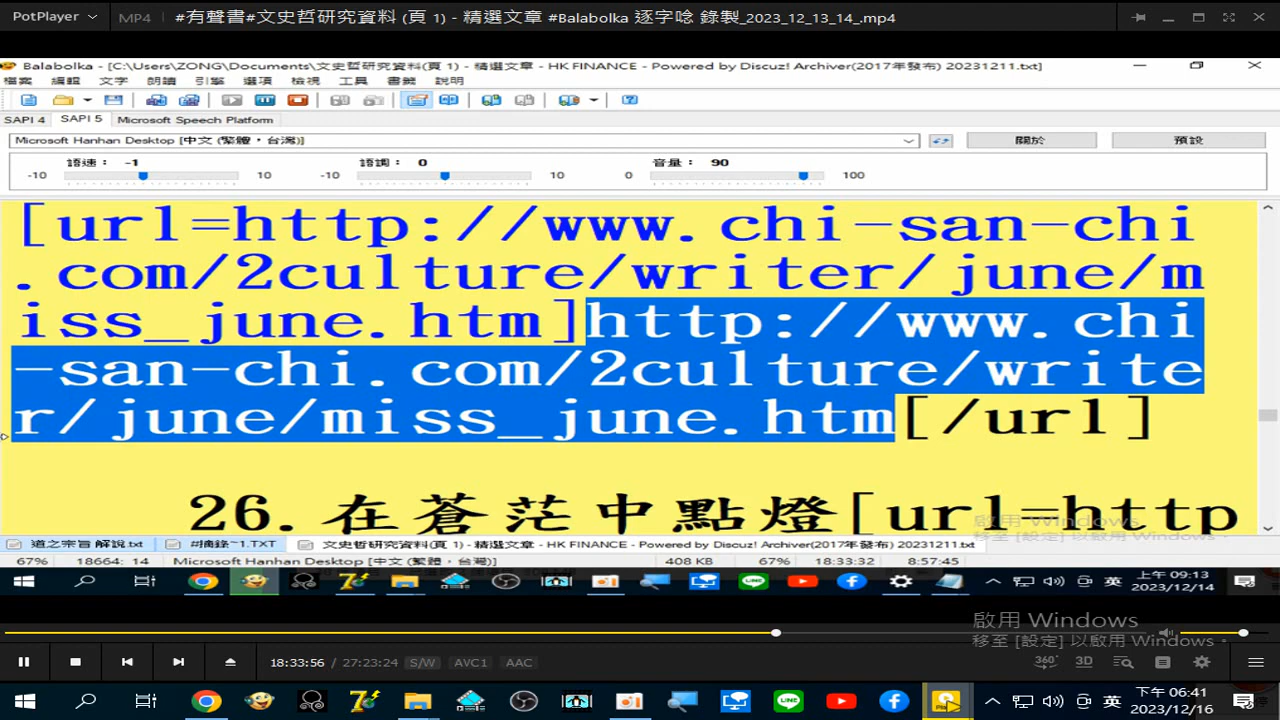 PotPlayer MP4 #有聲書#文史哲研究資料 (頁 1) - 精選文章 #Balabolka 逐字唸 錄製_2023_12_13_14_.mp4
Balabolka - [C:\Users\ZONG\Documents\文史哲研究資料(頁 1) - 精選文章 - HK FINANCE - Powered by Discuz! Archiver(2017年發布) 20231211.txt]
檔案 編輯 文字 朗讀 引擎 選項 檢視 工具 書籤 說明
SAPI 4 SAPI 5 Microsoft Speech Platform
Microsoft Hanhan Desktop [中文 (繁體，台灣)] 關於 預設
語速： -1 語調： 0 音量： 90
-10 10 -10 10 0 100
[url=http://www.chi-san-chi
.com/2culture/writer/june/m
iss_june.htm]http://www.chi
-san-chi.com/2culture/write
r/june/miss_june.htm[/url]
26.在蒼茫中點燈[url=http
啟用 Windows
移至 [設定] 以啟用 Windows。
道之宗旨 解說.txt #摘錄~1.TXT 文史哲研究資料(頁 1) - 精選文章 - HK FINANCE - Powered by Discuz! Archiver(2017年發布) 20231211.txt
67% 18664: 14 Microsoft Hanhan Desktop [中文 (繁體，台灣)] 408 KB 67% 18:33:32 8:57:45
英 上午 09:13
2023/12/14
啟用 Windows
移至 [設定] 以啟用 Windows。
18:33:56 / 27:23:24 S/W AVC1 AAC 360° 3D
英 下午 06:41
2023/12/16